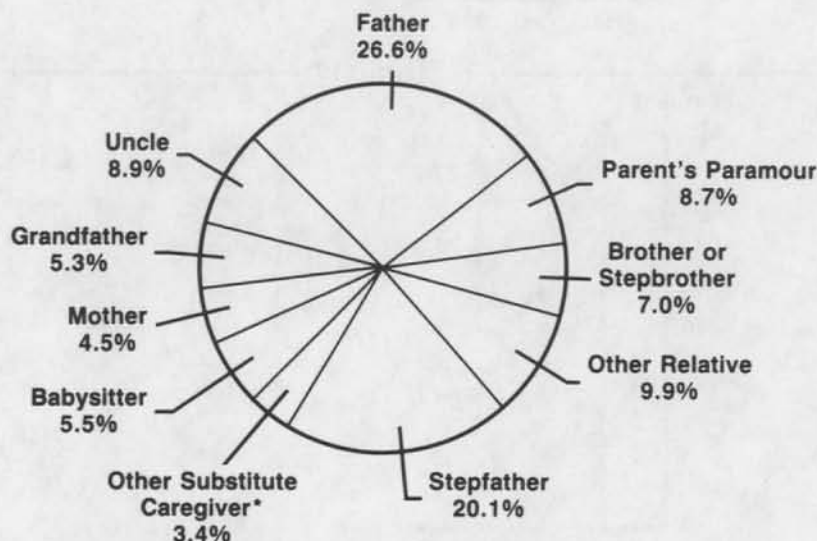 Father
26.6%
Parent's Paramour
8.7%
Brother or
Stepbrother
7.0%
Other Relative
9.9%
Stepfather
20.1%
Other Substitute
Caregiver*
3.4%
Babysitter
5.5%
Mother
4.5%
Grandfather
5.3%
Uncle
8.9%